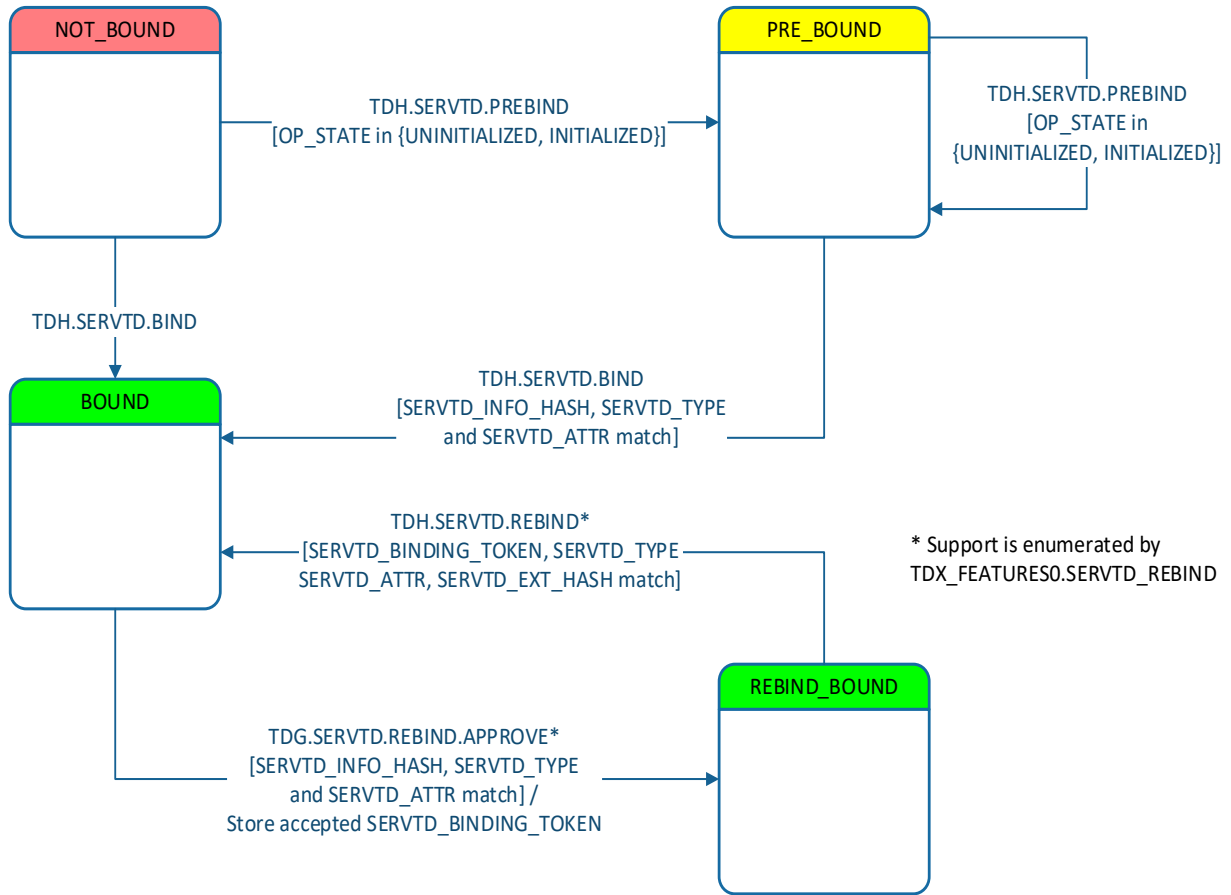 NOT_BOUND
PRE_BOUND
TDH.SERVTD.PREBIND
[OP_STATE in {UNINITIALIZED, INITIALIZED}]
TDH.SERVTD.PREBIND
[OP_STATE in
{UNINITIALIZED, INITIALIZED}]
TDH.SERVTD.BIND
BOUND
TDH.SERVTD.BIND
[SERVTD_INFO_HASH, SERVTD_TYPE
and SERVTD_ATTR match]
TDH.SERVTD.REBIND*
[SERVTD_BINDING_TOKEN, SERVTD_TYPE
SERVTD_ATTR, SERVTD_EXT_HASH match]
* Support is enumerated by
TDX_FEATURES0.SERVTD_REBIND
REBIND_BOUND
TDG.SERVTD.REBIND.APPROVE*
[SERVTD_INFO_HASH, SERVTD_TYPE
and SERVTD_ATTR match] /
Store accepted SERVTD_BINDING_TOKEN